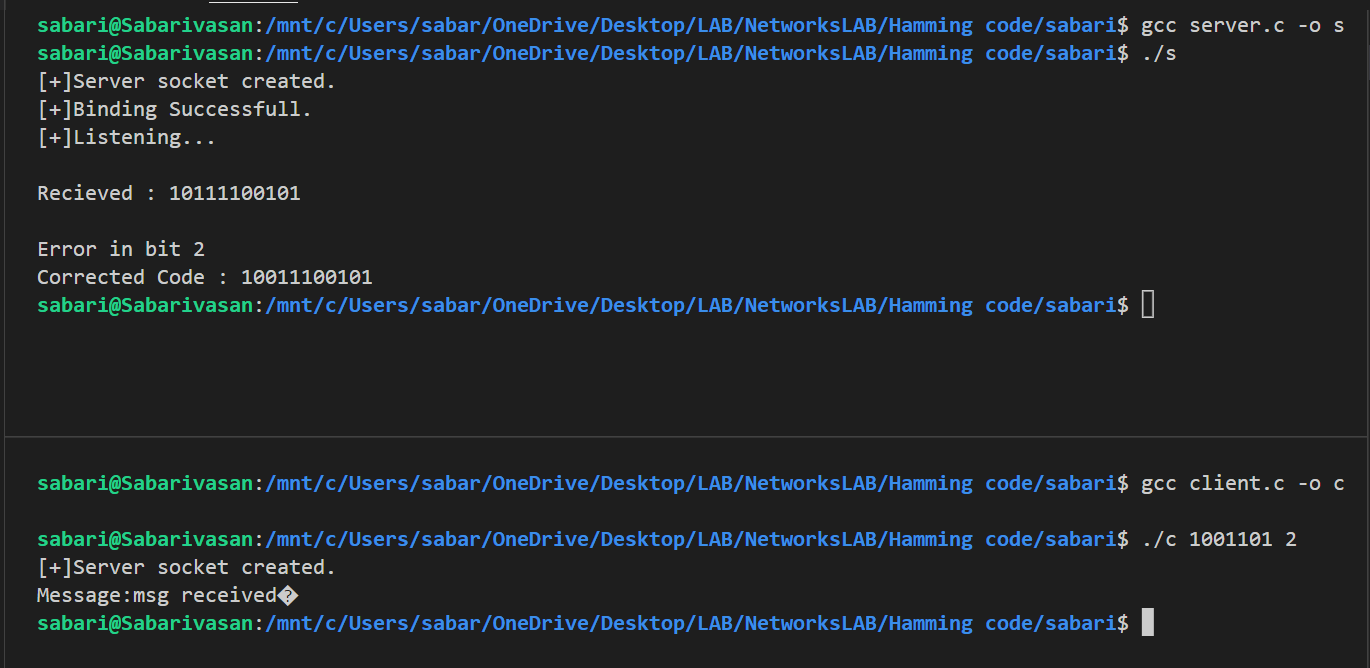 sabari@Sabarivasan:/mnt/c/Users/sabar/OneDrive/Desktop/LAB/NetworksLAB/Hamming code/sabari$ gcc server.c -o s
sabari@Sabarivasan:/mnt/c/Users/sabar/OneDrive/Desktop/LAB/NetworksLAB/Hamming code/sabari$ ./s
[+]Server socket created.
[+]Binding Successfull.
[+]Listening...
Recieved : 10111100101
Error in bit 2
Corrected Code : 10011100101
sabari@Sabarivasan:/mnt/c/Users/sabar/OneDrive/Desktop/LAB/NetworksLAB/Hamming code/sabari$
sabari@Sabarivasan:/mnt/c/Users/sabar/OneDrive/Desktop/LAB/NetworksLAB/Hamming code/sabari$ gcc client.c -o c
sabari@Sabarivasan:/mnt/c/Users/sabar/OneDrive/Desktop/LAB/NetworksLAB/Hamming code/sabari$ ./c 1001101 2
[+]Server socket created.
Message:msg received�
sabari@Sabarivasan:/mnt/c/Users/sabar/OneDrive/Desktop/LAB/NetworksLAB/Hamming code/sabari$